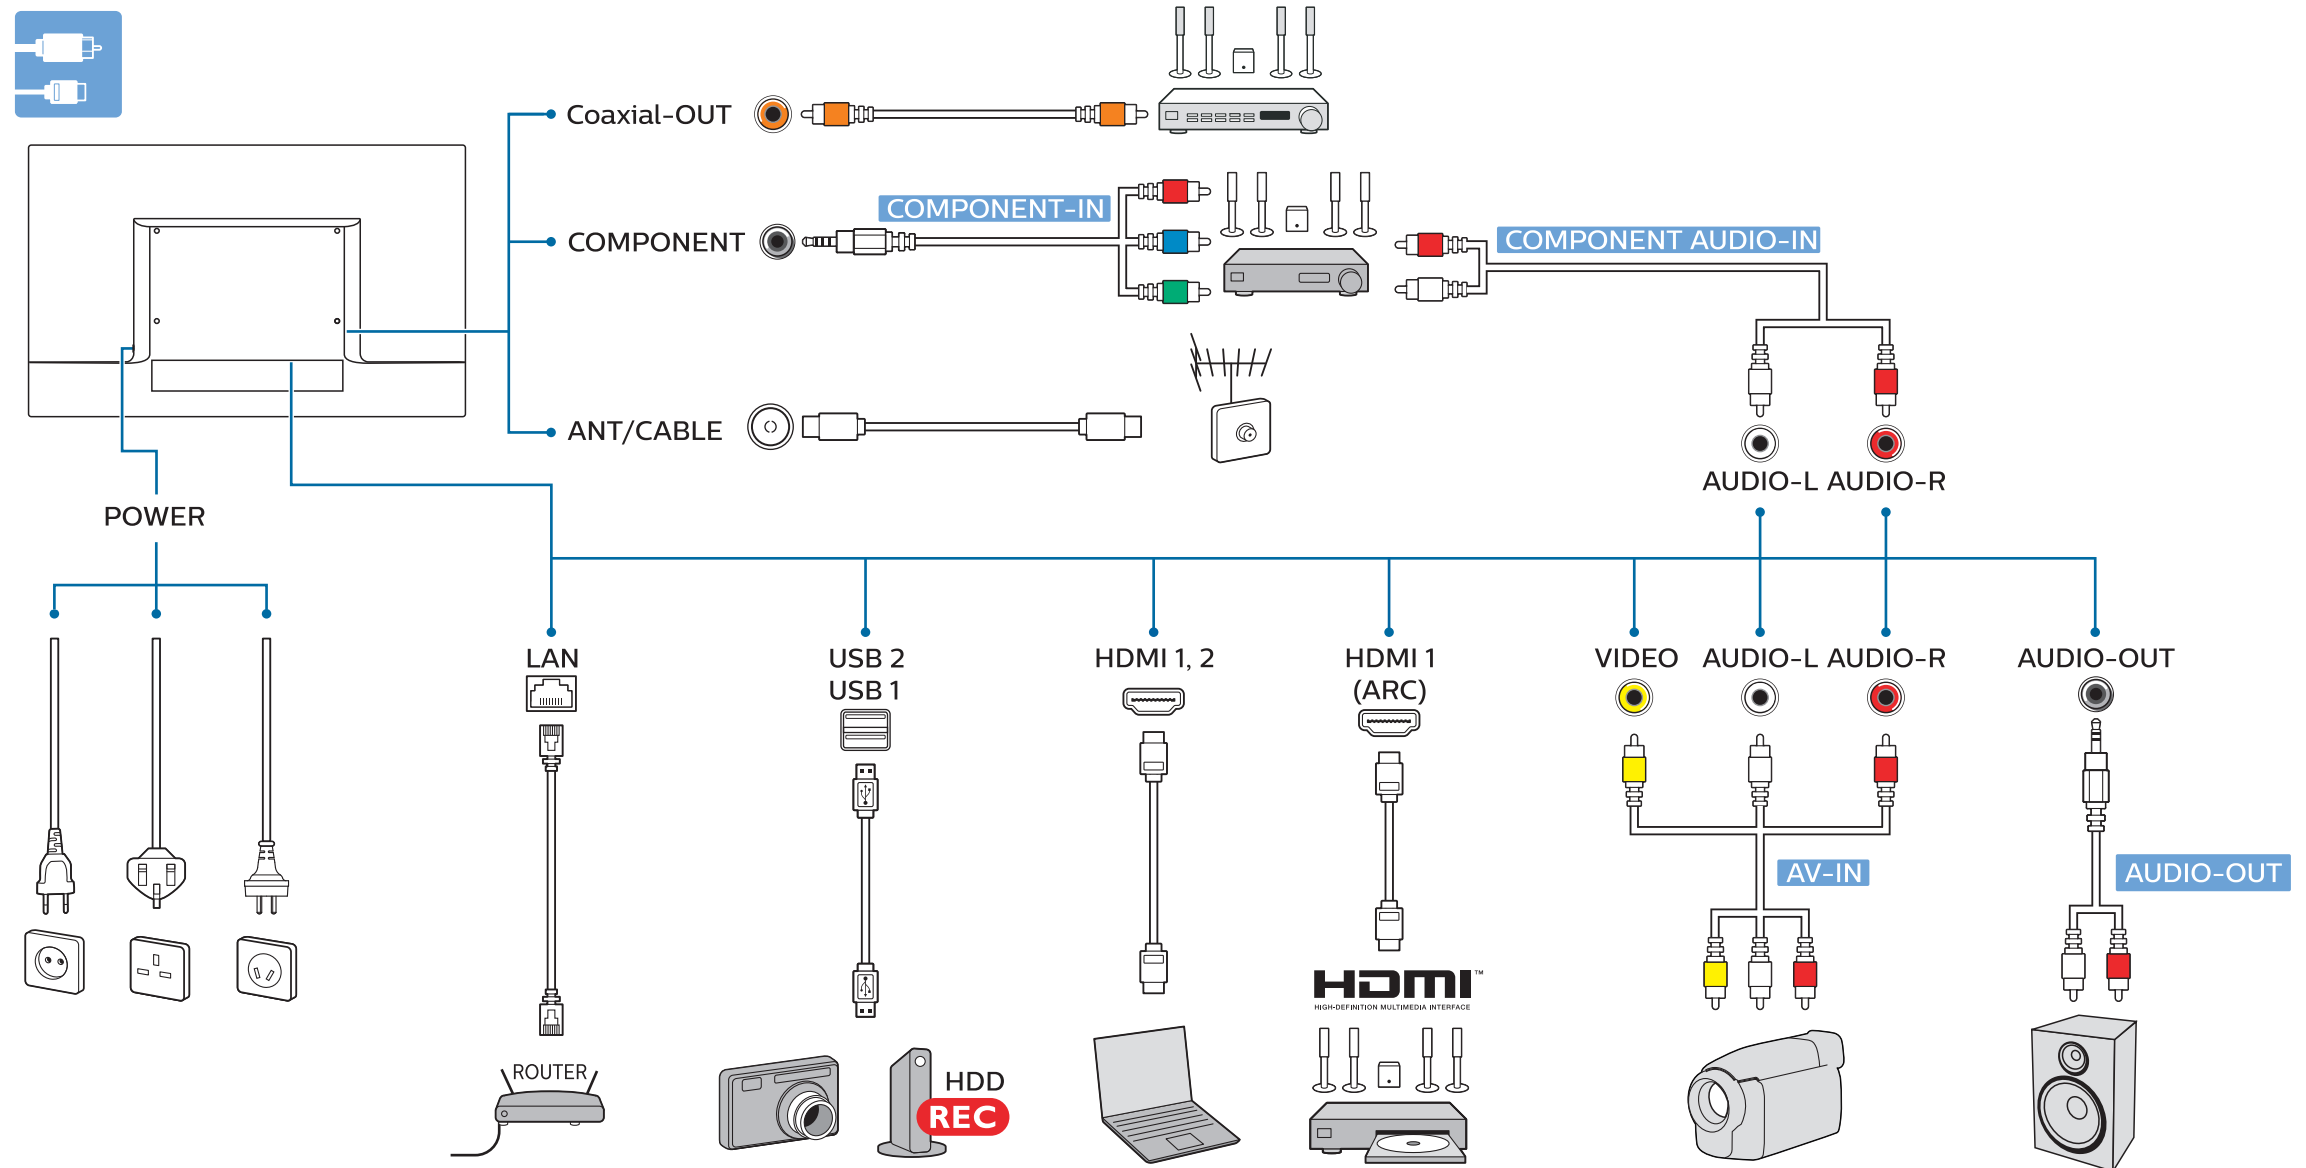 Coaxial-OUT
COMPONENT-IN
COMPONENT
COMPONENT AUDIO-IN
ANT/CABLE
AUDIO-L AUDIO-R
POWER
LAN
USB 2
USB 1
HDMI 1, 2
HDMI 1
(ARC)
VIDEO
AUDIO-L AUDIO-R
AUDIO-OUT
AV-IN
AUDIO-OUT
HDMI™
HIGH-DEFINITION MULTIMEDIA INTERFACE
ROUTER
HDD
REC